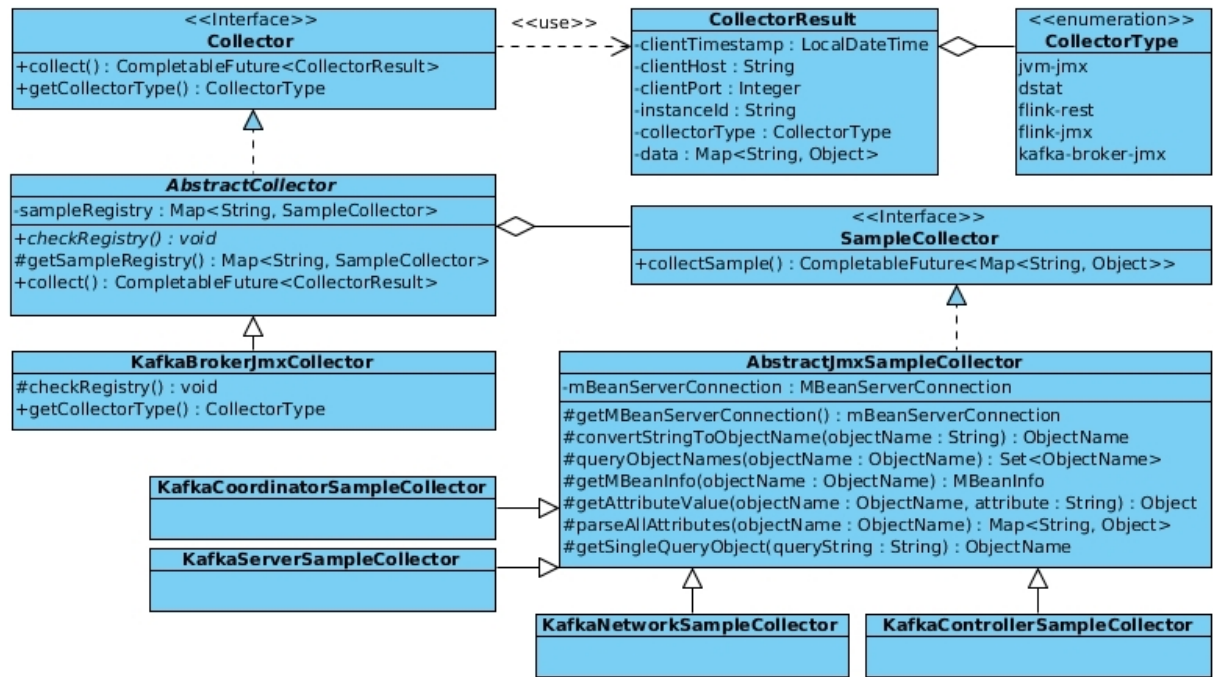 <<Interface>>
Collector
+collect() : CompletableFuture<CollectorResult>
+getCollectorType() : CollectorType
<<use>>
CollectorResult
-clientTimestamp : LocalDateTime
-clientHost : String
-clientPort : Integer
-instanceId : String
-collectorType : CollectorType
-data : Map<String, Object>
<<enumeration>>
CollectorType
jvm-jmx
dstat
flink-rest
flink-jmx
kafka-broker-jmx
AbstractCollector
-sampleRegistry : Map<String, SampleCollector>
+checkRegistry() : void
#getSampleRegistry() : Map<String, SampleCollector>
+collect() : CompletableFuture<CollectorResult>
<<Interface>>
SampleCollector
+collectSample() : CompletableFuture<Map<String, Object>>
KafkaBrokerJmxCollector
#checkRegistry() : void
+getCollectorType() : CollectorType
AbstractJmxSampleCollector
-mBeanServerConnection : MBeanServerConnection
#getMBeanServerConnection() : mBeanServerConnection
#convertStringToObjectName(objectName : String) : ObjectName
#queryObjectNames(objectName : ObjectName) : Set<ObjectName>
#getMBeanInfo(objectName : ObjectName) : MBeanInfo
#getAttributeValue(objectName : ObjectName, attribute : String) : Object
#parseAllAttributes(objectName : ObjectName) : Map<String, Object>
#getSingleQueryObject(queryString : String) : ObjectName
KafkaCoordinatorSampleCollector
KafkaServerSampleCollector
KafkaNetworkSampleCollector
KafkaControllerSampleCollector